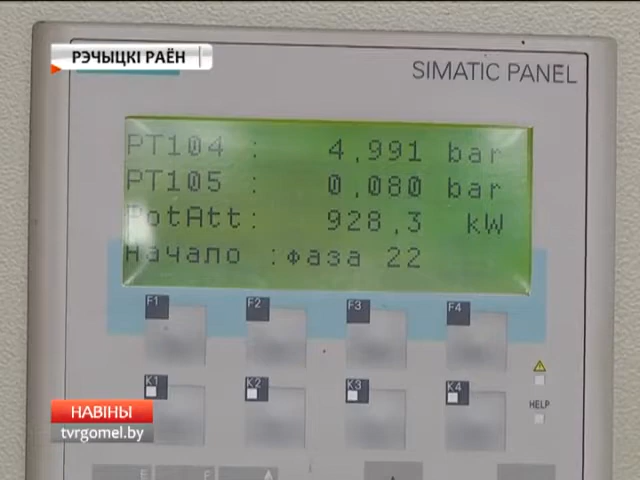 РЭЧЫЦКІ РАЁН
SIMATIC PANEL
PT104 : 4,991 bar
PT105 : 0,080 bar
PotAtt: 928,3 kW
начало :фаза 22
F1 F2 F3 F4
K1 K2 K3 K4
HELP
НАВІНЫ
tvrgomel.by